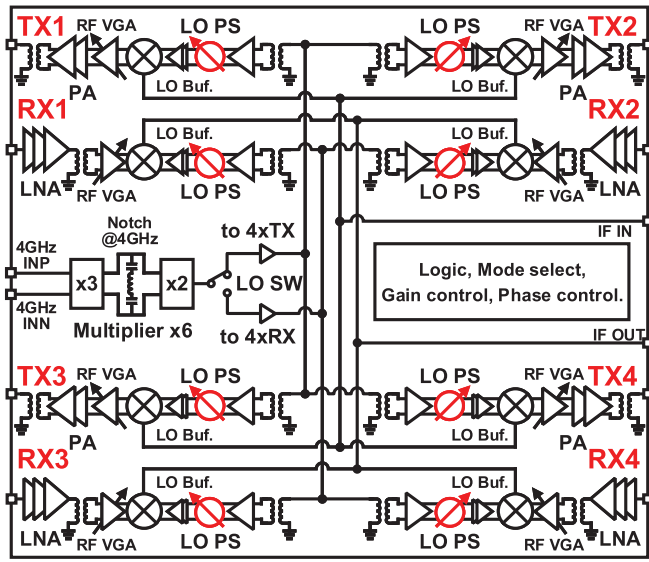 TX1 RF VGA LO PS LO PS RF VGA TX2
PA LO Buf. LO Buf. PA
RX1 LO Buf. LO Buf. RX2
LNA RF VGA LO PS LO PS RF VGA LNA
Notch
@4GHz
to 4xTX
IF IN
4GHz
INP
x3
x2
LO SW
4GHz
INN
Multiplier x6
to 4xRX
Logic, Mode select,
Gain control, Phase control.
IF OUT
TX3 RF VGA LO PS LO PS RF VGA TX4
PA LO Buf. LO Buf. PA
RX3 LO Buf. LO Buf. RX4
LNA RF VGA LO PS LO PS RF VGA LNA